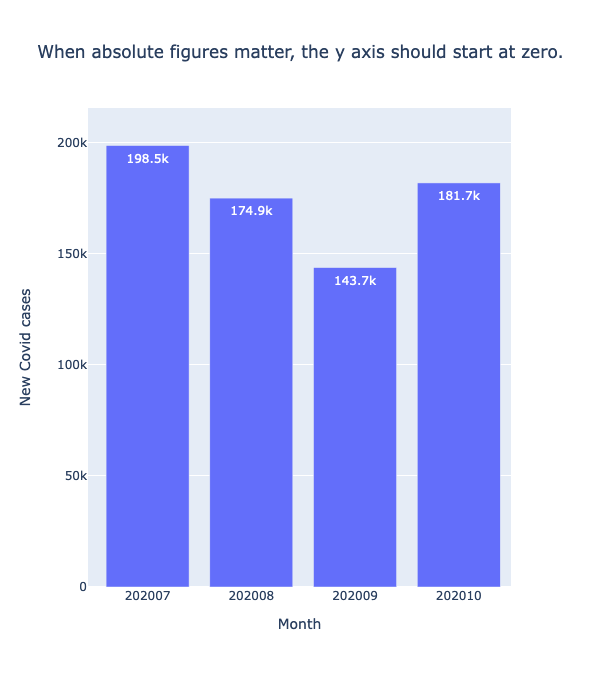 When absolute figures matter, the y axis should start at zero.
200k
150k
100k
50k
0
New Covid cases
198.5k
174.9k
143.7k
181.7k
202007
202008
202009
202010
Month